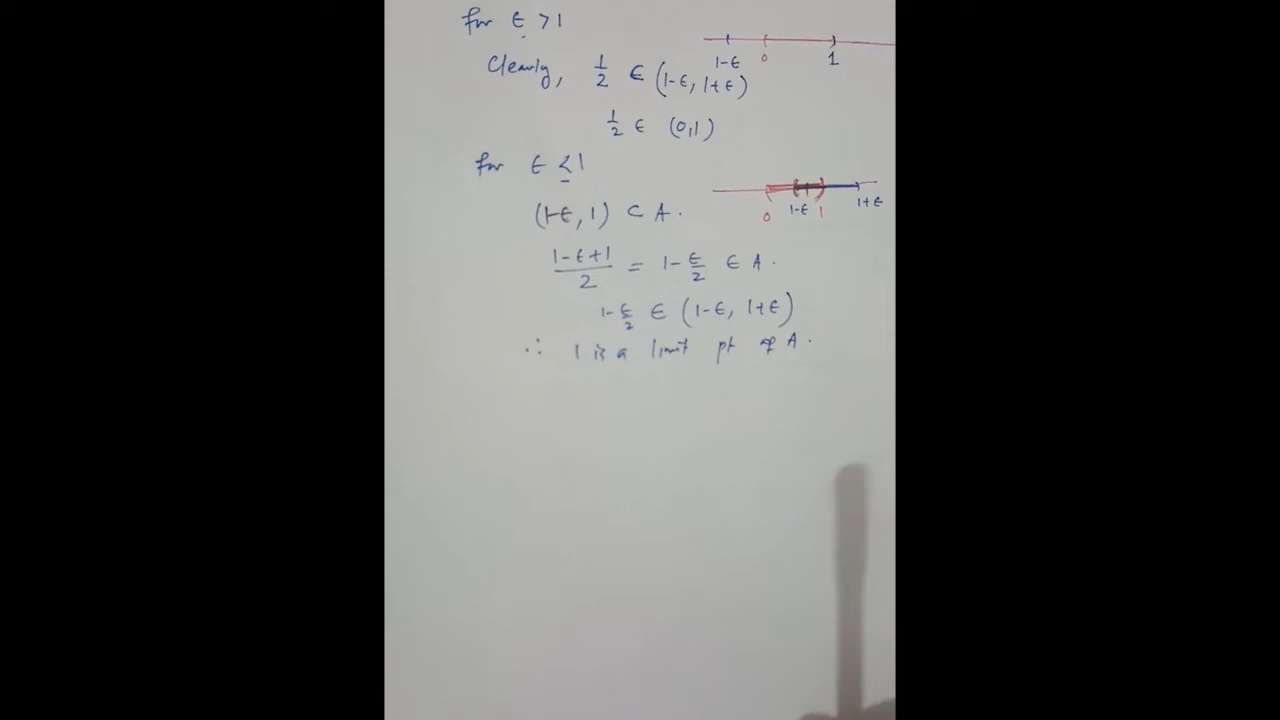 for ϵ > 1
1-ϵ 0 1
Clearly, 1/2 ∈ (1-ϵ, 1+ϵ)
1/2 ∈ (0,1)
for ϵ ≤ 1
0 1-ϵ 1 1+ϵ
(1-ϵ, 1) ⊂ A.
(1-ϵ+1)/2 = 1-ϵ/2 ∈ A.
1-ϵ/2 ∈ (1-ϵ, 1+ϵ)
∴ 1 is a limit pt of A.